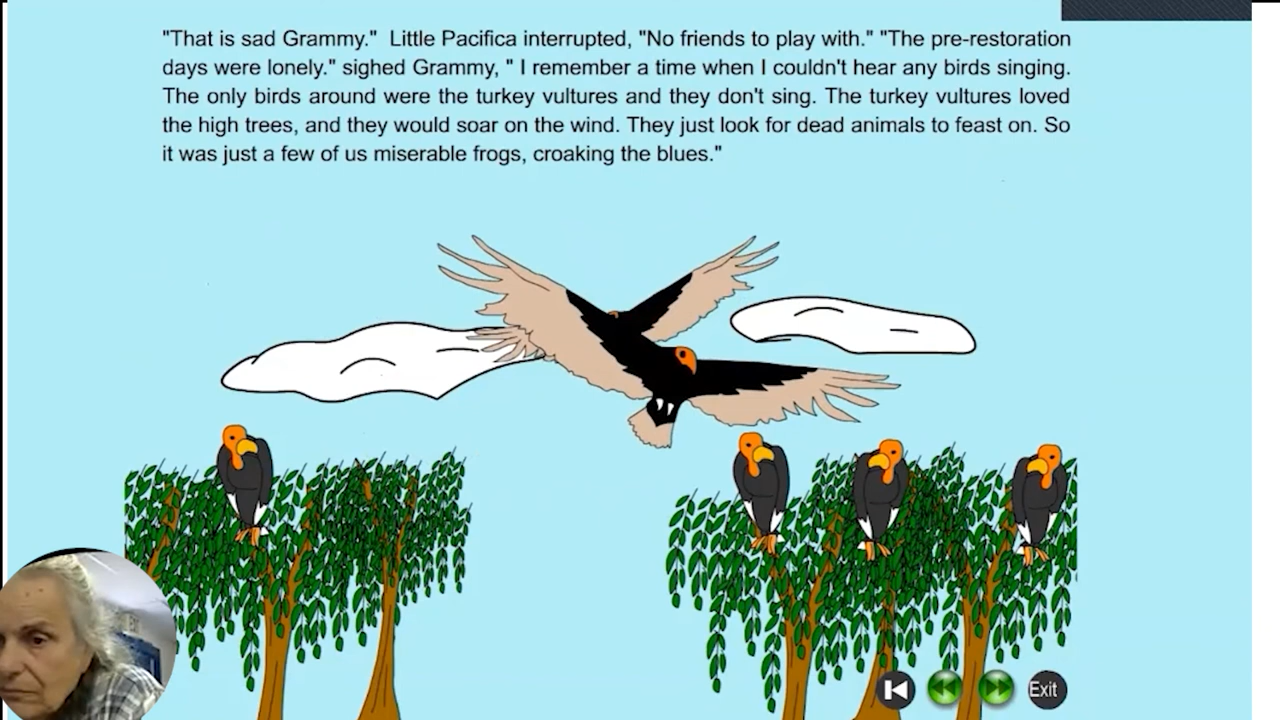 "That is sad Grammy."  Little Pacifica interrupted, "No friends to play with." "The pre-restoration
days were lonely." sighed Grammy, " I remember a time when I couldn't hear any birds singing.
The only birds around were the turkey vultures and they don't sing. The turkey vultures loved
the high trees, and they would soar on the wind. They just look for dead animals to feast on. So
it was just a few of us miserable frogs, croaking the blues."
Exit